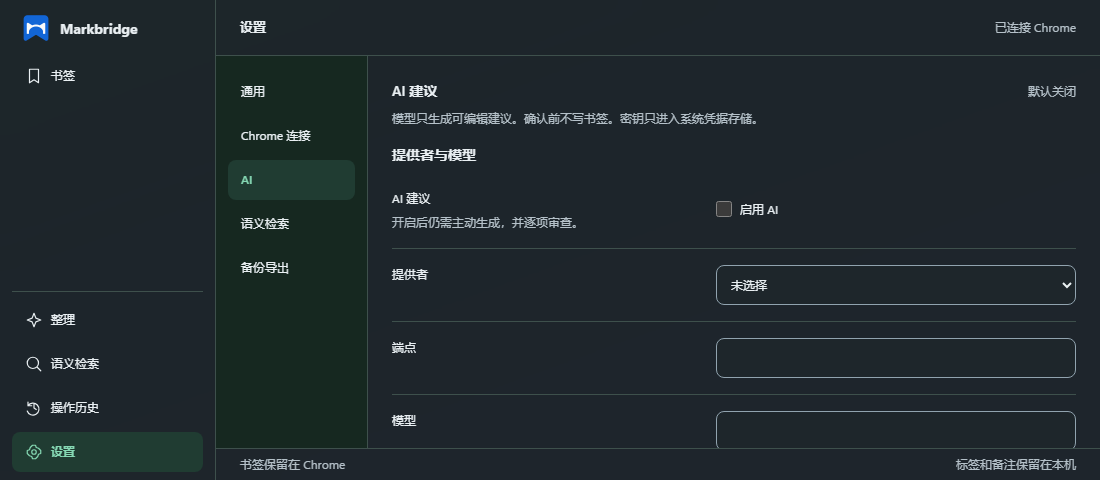 Markbridge
书签
整理
语义检索
操作历史
设置
设置
已连接 Chrome
通用
Chrome 连接
AI
语义检索
备份导出
AI 建议
默认关闭
模型只生成可编辑建议。确认前不写书签。密钥只进入系统凭据存储。
提供者与模型
AI 建议
开启后仍需主动生成，并逐项审查。
启用 AI
提供者
未选择
端点
模型
书签保留在 Chrome
标签和备注保留在本机